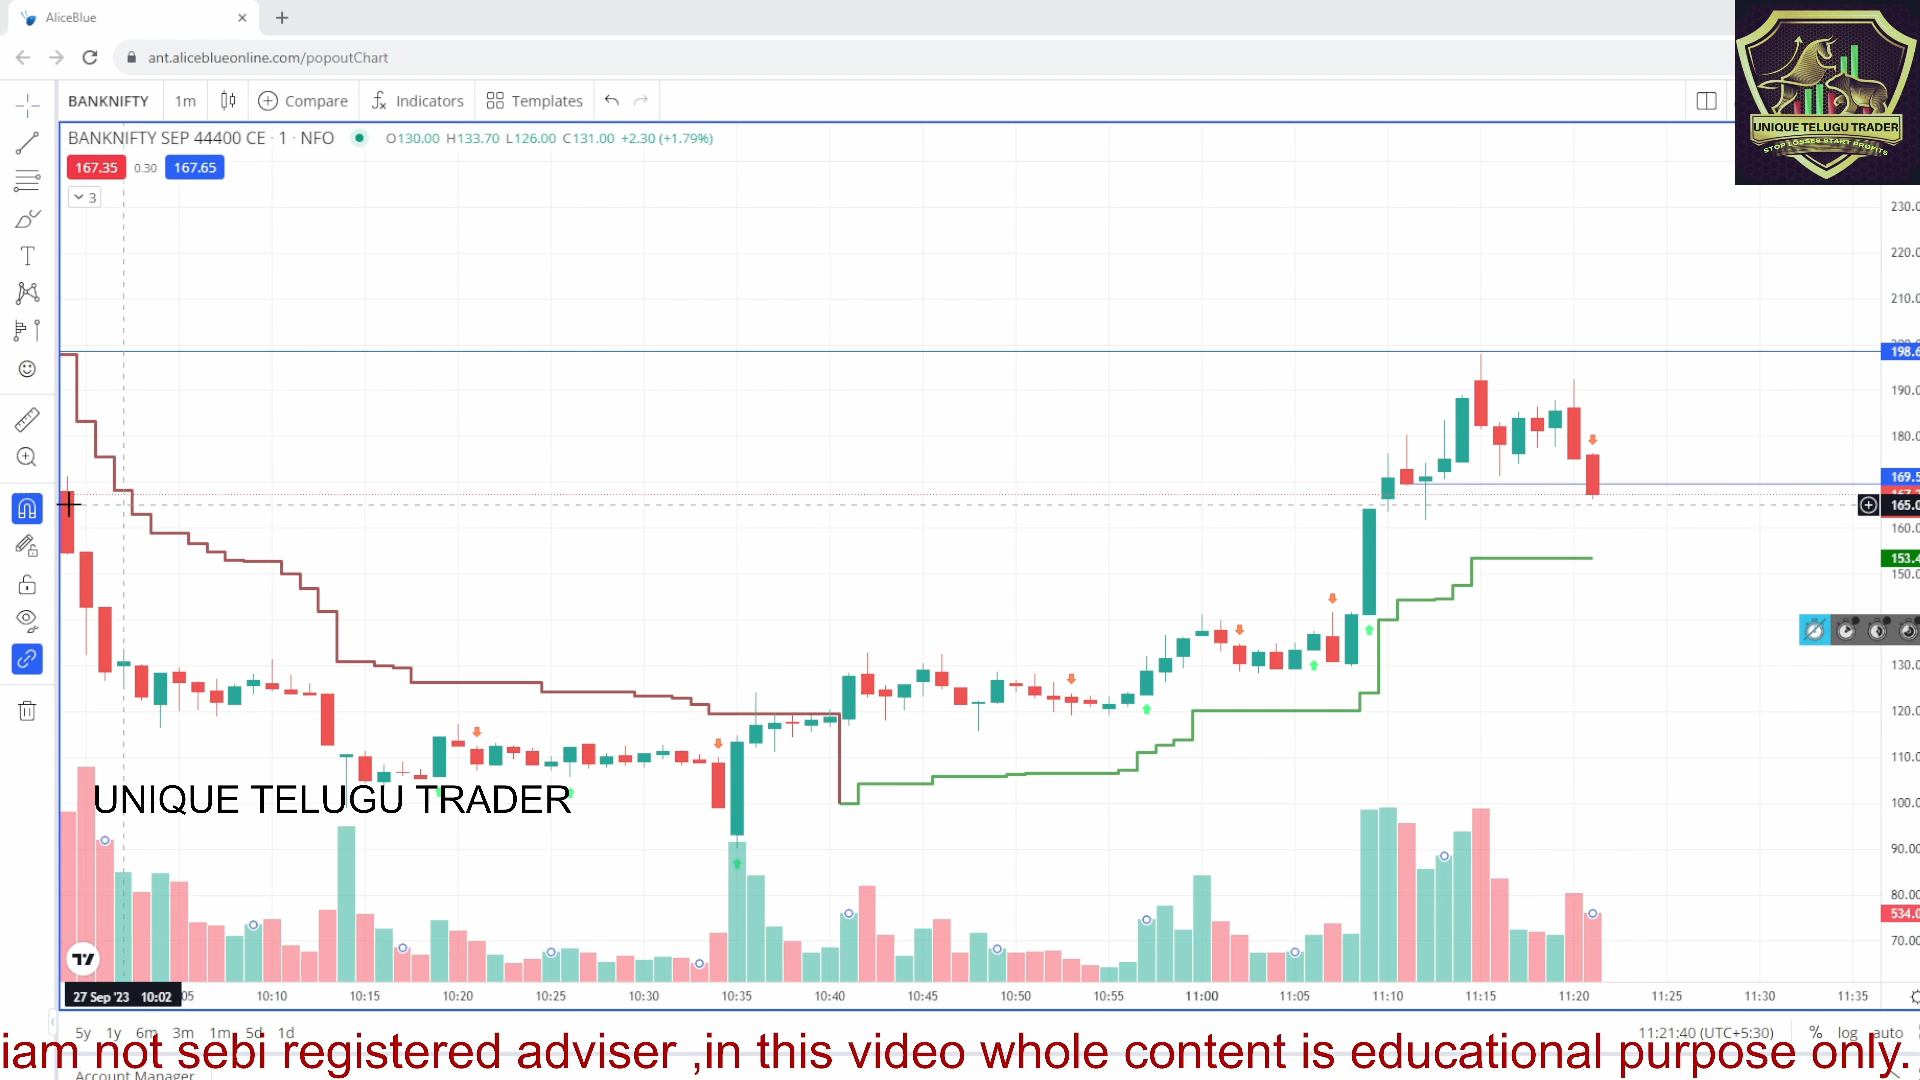 AliceBlue
ant.aliceblueonline.com/popoutChart
BANKNIFTY 1m Compare Indicators Templates
UNIQUE TELUGU TRADER
STOP LOSSES START PROFITS
BANKNIFTY SEP 44400 CE · 1 · NFO O130.00 H133.70 L126.00 C131.00 +2.30 (+1.79%)
167.35 0.30 167.65
3
230.0
220.0
210.0
198.6
190.0
180.0
169.5
165.0
160.0
153.4
150.0
130.0
120.0
110.0
100.0
UNIQUE TELUGU TRADER
90.00
80.00
534.0
70.00
27 Sep '23 10:02 05 10:10 10:15 10:20 10:25 10:30 10:35 10:40 10:45 10:50 10:55 11:00 11:05 11:10 11:15 11:20 11:25 11:30 11:35
5y 1y 6m 3m 1m 5d 1d 11:21:40 (UTC+5:30) % log auto
iam not sebi registered adviser ,in this video whole content is educational purpose only.
Account Manager